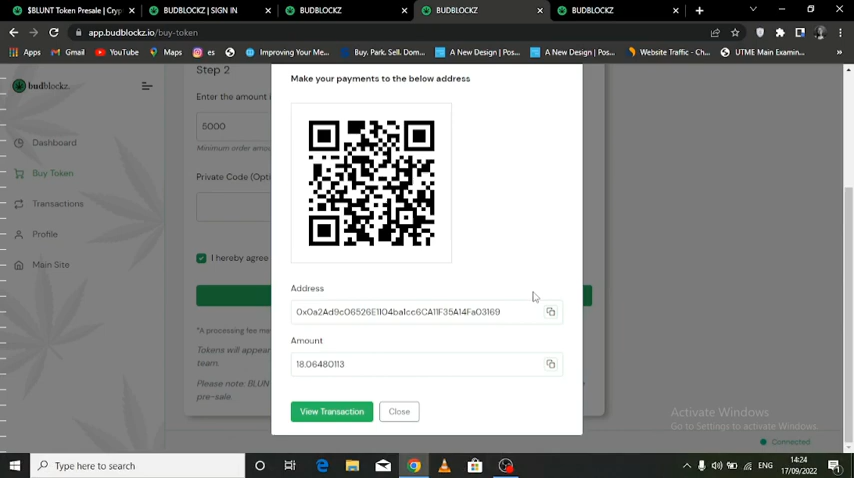 $BLUNT Token Presale | Cryp
BUDBLOCKZ | SIGN IN
BUDBLOCKZ
BUDBLOCKZ
BUDBLOCKZ
app.budblockz.io/buy-token
Apps
Gmail
YouTube
Maps
es
Improving Your Me...
Buy. Park. Sell. Dom...
A New Design | Pos...
A New Design | Pos...
Website Traffic - Ch...
UTME Main Examin...
budblockz.
Dashboard
Buy Token
Transactions
Profile
Main Site
Step 2
Enter the amount
5000
Minimum order amou
Private Code (Opti
I hereby agree
*A processing fee me
Tokens will appear
team.
Please note: BLUN
pre-sale.
Make your payments to the below address
Address
0x0a2Ad9c06526E1104ba1cc6CA11F35A14Fa03169
Amount
18.06480113
View Transaction
Close
Activate Windows
Go to Settings to activate Windows.
Connected
Type here to search
ENG
14:24
17/09/2022